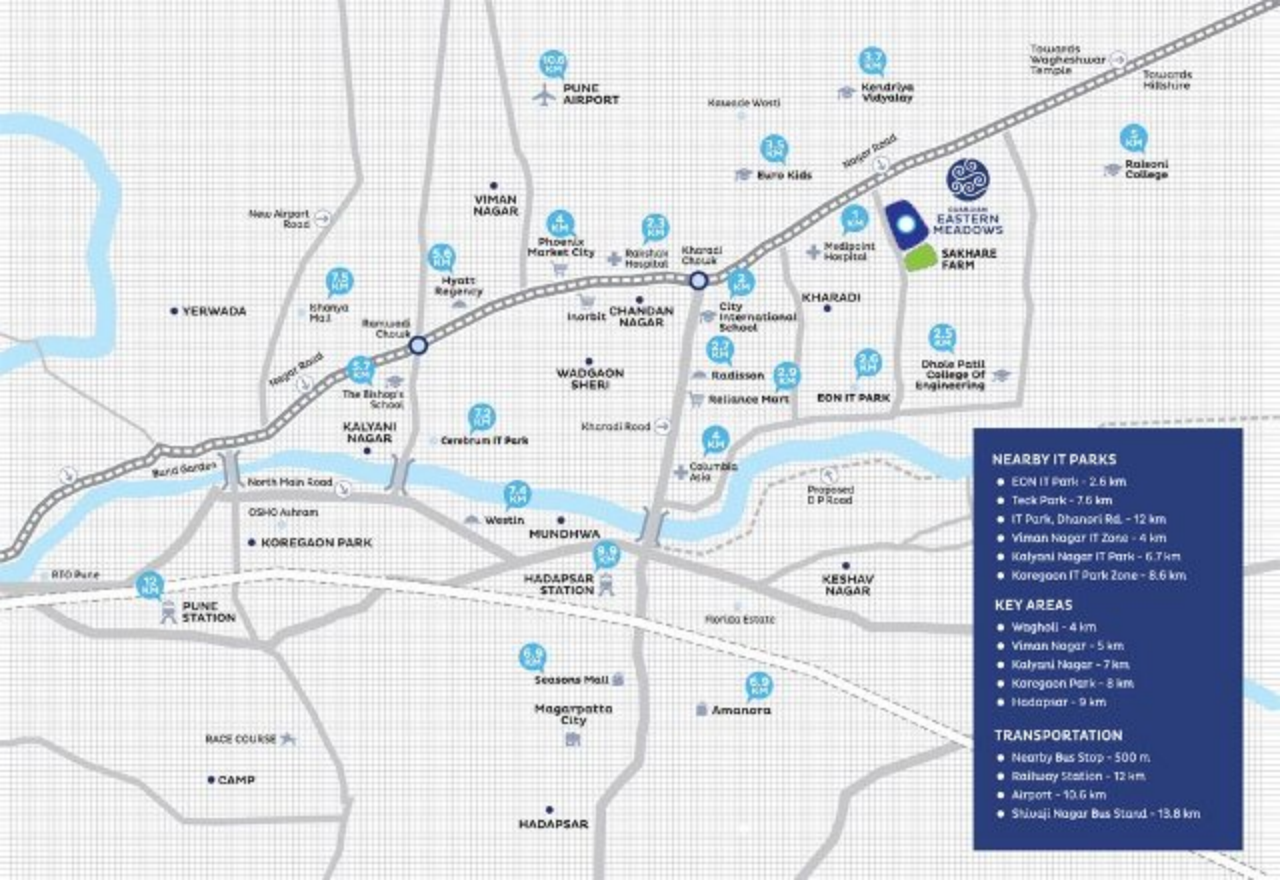 10.6
KM
PUNE
AIRPORT
3.7
KM
Kendriya
Vidyalay
Towards
Wagheshwar
Temple
Towards
Hillshire
Kawade Wasti
3.5
KM
Euro Kids
Nagar Road
5
KM
Raisoni
College
GUARDIAN
EASTERN
MEADOWS
SAKHARE
FARM
VIMAN
NAGAR
New Airport
Road
4
KM
Phoenix
Market City
2.3
KM
Rakshak
Hospital
Kharadi
Chowk
1
KM
Medipoint
Hospital
5.6
KM
Hyatt
Regency
7.5
KM
Ishanya
Mall
YERWADA
Ramwadi
Chowk
Inorbit
CHANDAN
NAGAR
2
KM
City
International
School
KHARADI
Nagar Road
5.7
KM
The Bishop's
School
WADGAON
SHERI
2.7
KM
Radisson
2.9
KM
Reliance Mart
2.6
KM
EON IT PARK
2.5
KM
Dhole Patil
College Of
Engineering
KALYANI
NAGAR
7.2
KM
Cerebrum IT Park
Kharadi Road
4
KM
Columbia
Asia
Bund Garden
North Main Road
OSHO Ashram
7.4
KM
Westin
MUNDHWA
Proposed
D P Road
KOREGAON PARK
RTO Pune
12
KM
PUNE
STATION
9.9
KM
HADAPSAR
STATION
KESHAV
NAGAR
Florida Estate
6.9
KM
Seasons Mall
Magarpatta
City
6.9
KM
Amanora
RACE COURSE
CAMP
HADAPSAR
NEARBY IT PARKS
EON IT Park - 2.6 km
Teck Park - 7.6 km
IT Park, Dhanori Rd. - 12 km
Viman Nagar IT Zone - 4 km
Kalyani Nagar IT Park - 6.7 km
Koregaon IT Park Zone - 8.6 km
KEY AREAS
Wagholi - 4 km
Viman Nagar - 5 km
Kalyani Nagar - 7 km
Koregaon Park - 8 km
Hadapsar - 9 km
TRANSPORTATION
Nearby Bus Stop - 500 m
Railway Station - 12 km
Airport - 10.6 km
Shivaji Nagar Bus Stand - 13.8 km